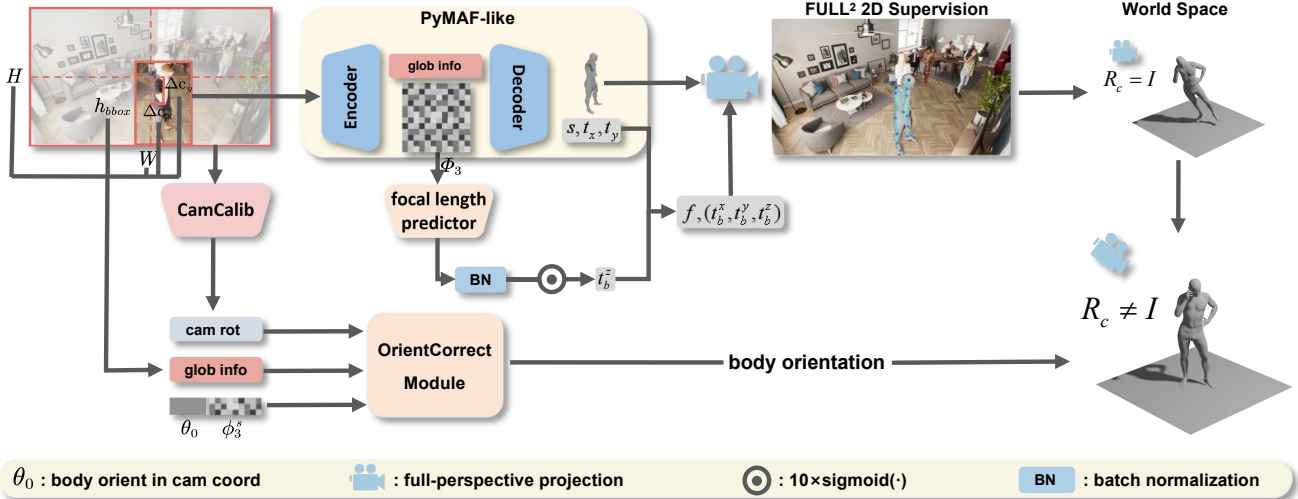 PyMAF-like
FULL² 2D Supervision
World Space
H
h_{bbox}
Δc_y
Δc_x
W
Encoder
glob info
Decoder
s, t_x, t_y
R_c = I
Φ_3
CamCalib
focal length
predictor
f, (t_b^x, t_b^y, t_b^z)
BN
t_b^z
R_c ≠ I
cam rot
glob info
θ_0 ϕ_3^s
OrientCorrect
Module
body orientation
θ_0 : body orient in cam coord
: full-perspective projection
: 10×sigmoid(·)
BN : batch normalization